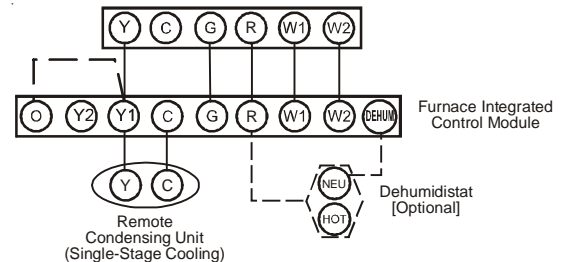 Y C G R W1 W2
O Y2 Y1 C G R W1 W2 DEHUM
Furnace Integrated
Control Module
Y C
NEU
HOT
Dehumidistat
[Optional]
Remote
Condensing Unit
(Single-Stage Cooling)